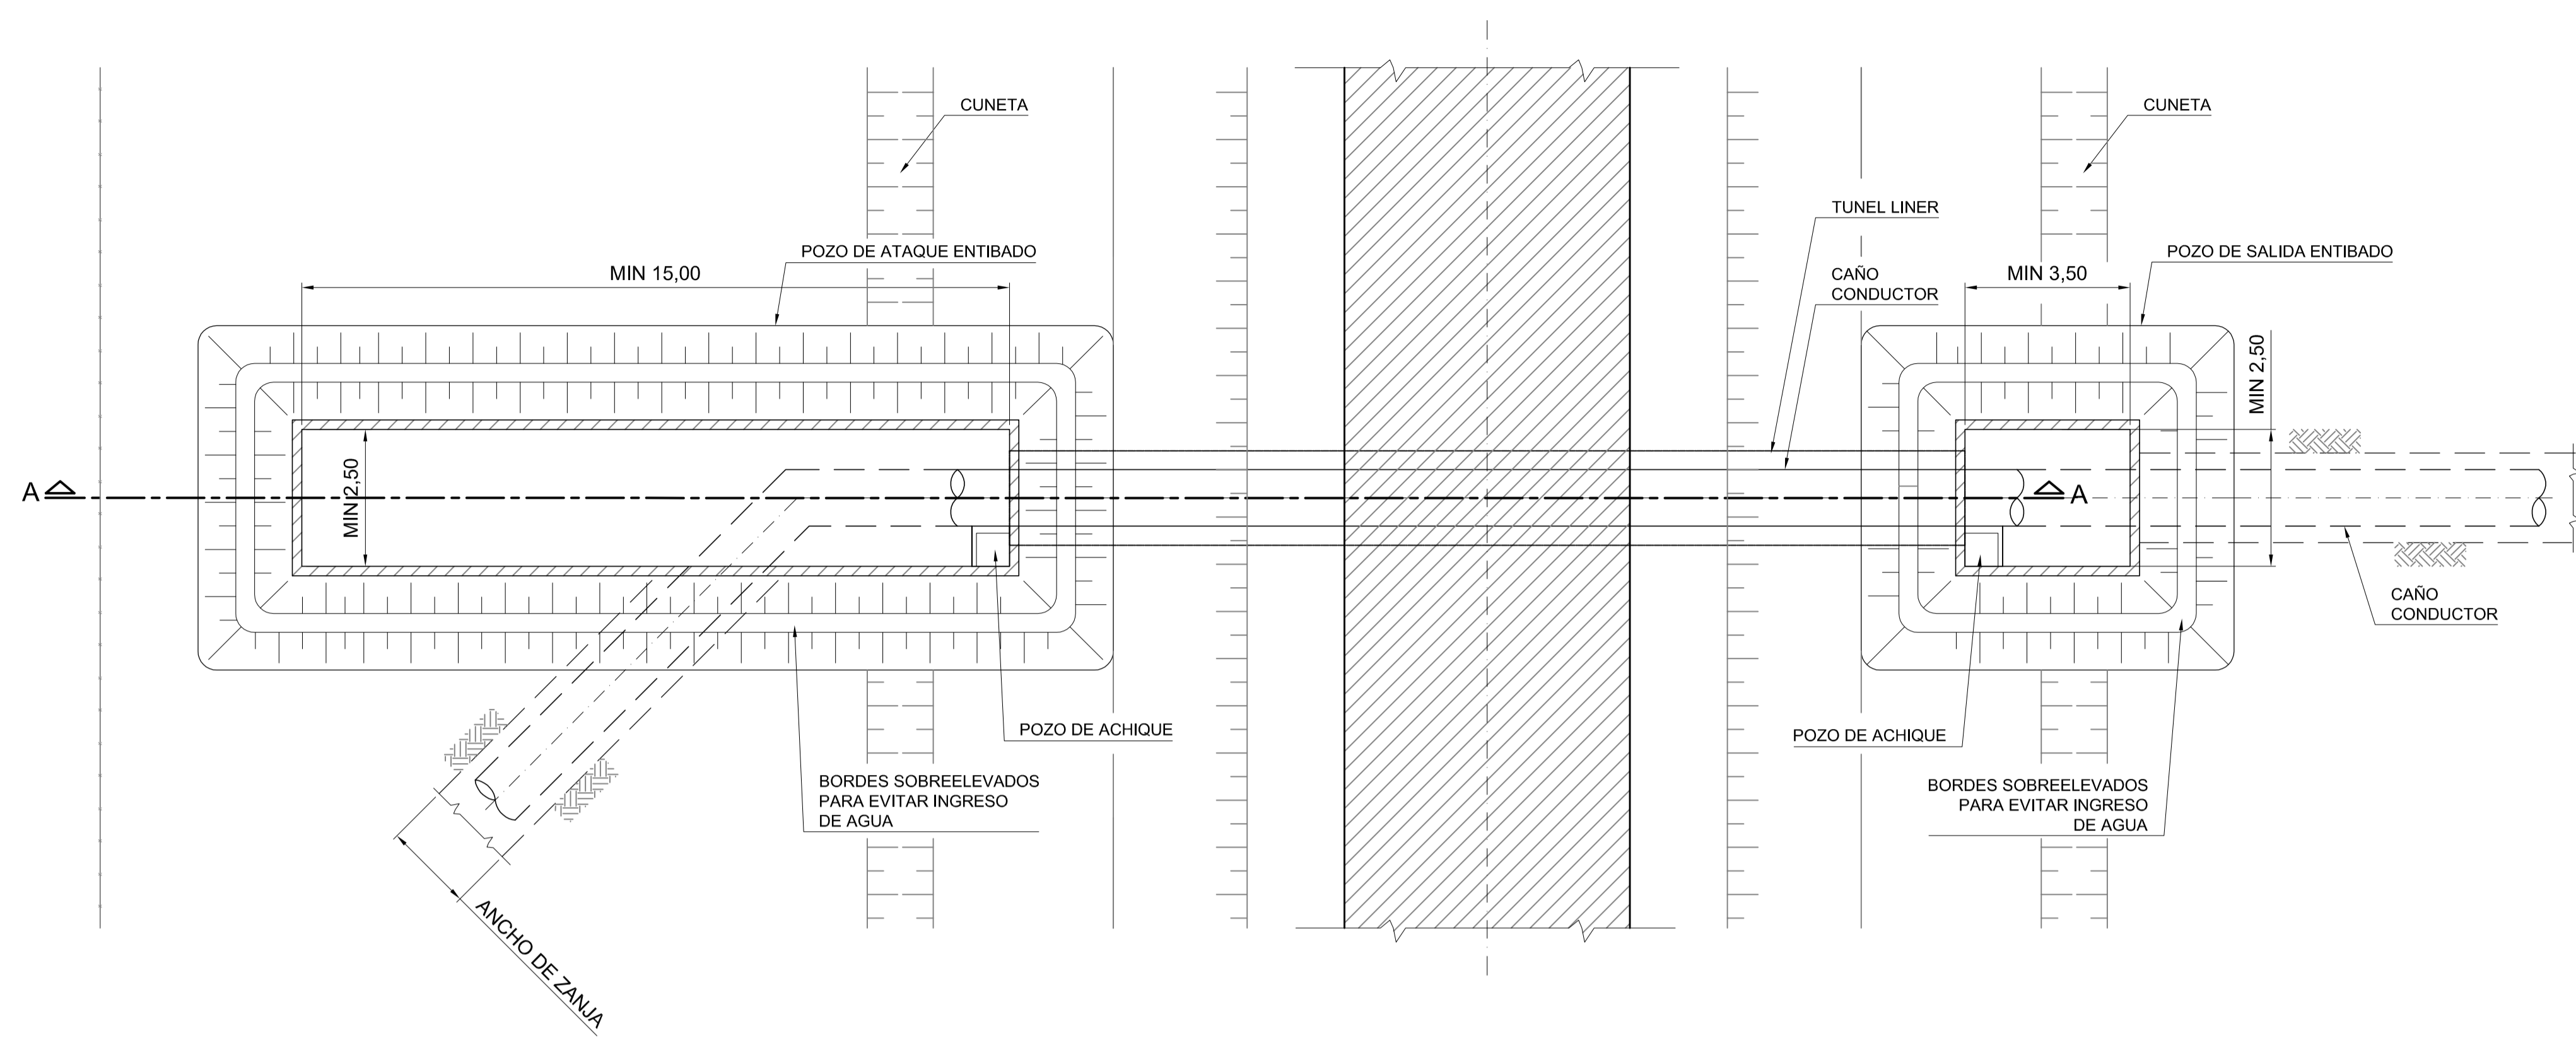 CUNETA
CUNETA
TUNEL LINER
POZO DE ATAQUE ENTIBADO
POZO DE SALIDA ENTIBADO
MIN 15,00
CAÑO
CONDUCTOR
MIN 3,50
MIN 2,50
MIN 2,50
A
A
CAÑO
CONDUCTOR
POZO DE ACHIQUE
POZO DE ACHIQUE
BORDES SOBREELEVADOS
PARA EVITAR INGRESO
DE AGUA
BORDES SOBREELEVADOS
PARA EVITAR INGRESO
DE AGUA
ANCHO DE ZANJA